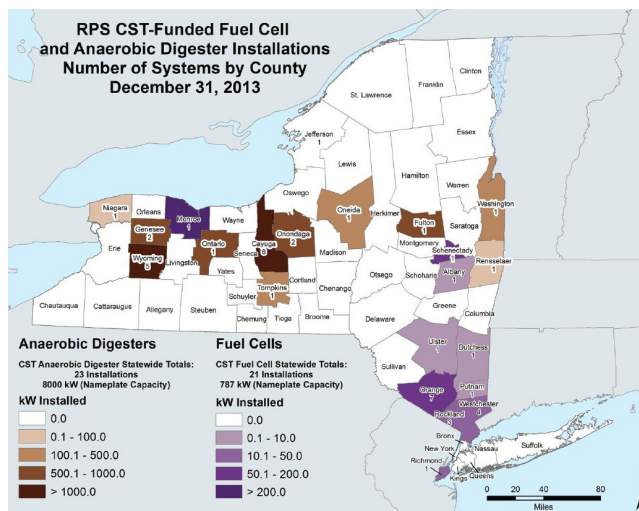 RPS CST-Funded Fuel Cell
and Anaerobic Digester Installations
Number of Systems by County
December 31, 2013
Clinton
Franklin
St. Lawrence
Essex
Jefferson
1
Lewis
Hamilton
Warren
Washington
1
Oswego
Oneida
1
Herkimer
Fulton
1
Saratoga
Niagara
1
Orleans
Monroe
1
Wayne
Genesee
2
Onondaga
2
Madison
Montgomery
Schenectady
1
Rensselaer
1
Erie
Wyoming
5
Livingston
Ontario
1
Seneca
Cayuga
6
Yates
Otsego
Schoharie
Albany
1
Cortland
Chenango
Tompkins
1
Schuyler
Chautauqua
Cattaraugus
Allegany
Steuben
Chemung
Tioga
Broome
Delaware
Greene
Columbia
Ulster
1
Dutchess
1
Sullivan
Orange
7
Putnam
1
Westchester
4
Rockland
3
Bronx
New York
Nassau
Suffolk
Queens
Kings
Richmond
1
Anaerobic Digesters
CST Anaerobic Digester Statewide Totals:
23 Installations
8000 kW (Nameplate Capacity)
kW Installed
0.0
0.1 - 100.0
100.1 - 500.0
500.1 - 1000.0
> 1000.0
Fuel Cells
CST Fuel Cell Statewide Totals:
21 Installations
787 kW (Nameplate Capacity)
kW Installed
0.0
0.1 - 10.0
10.1 - 50.0
50.1 - 200.0
> 200.0
0 20 40 80
Miles